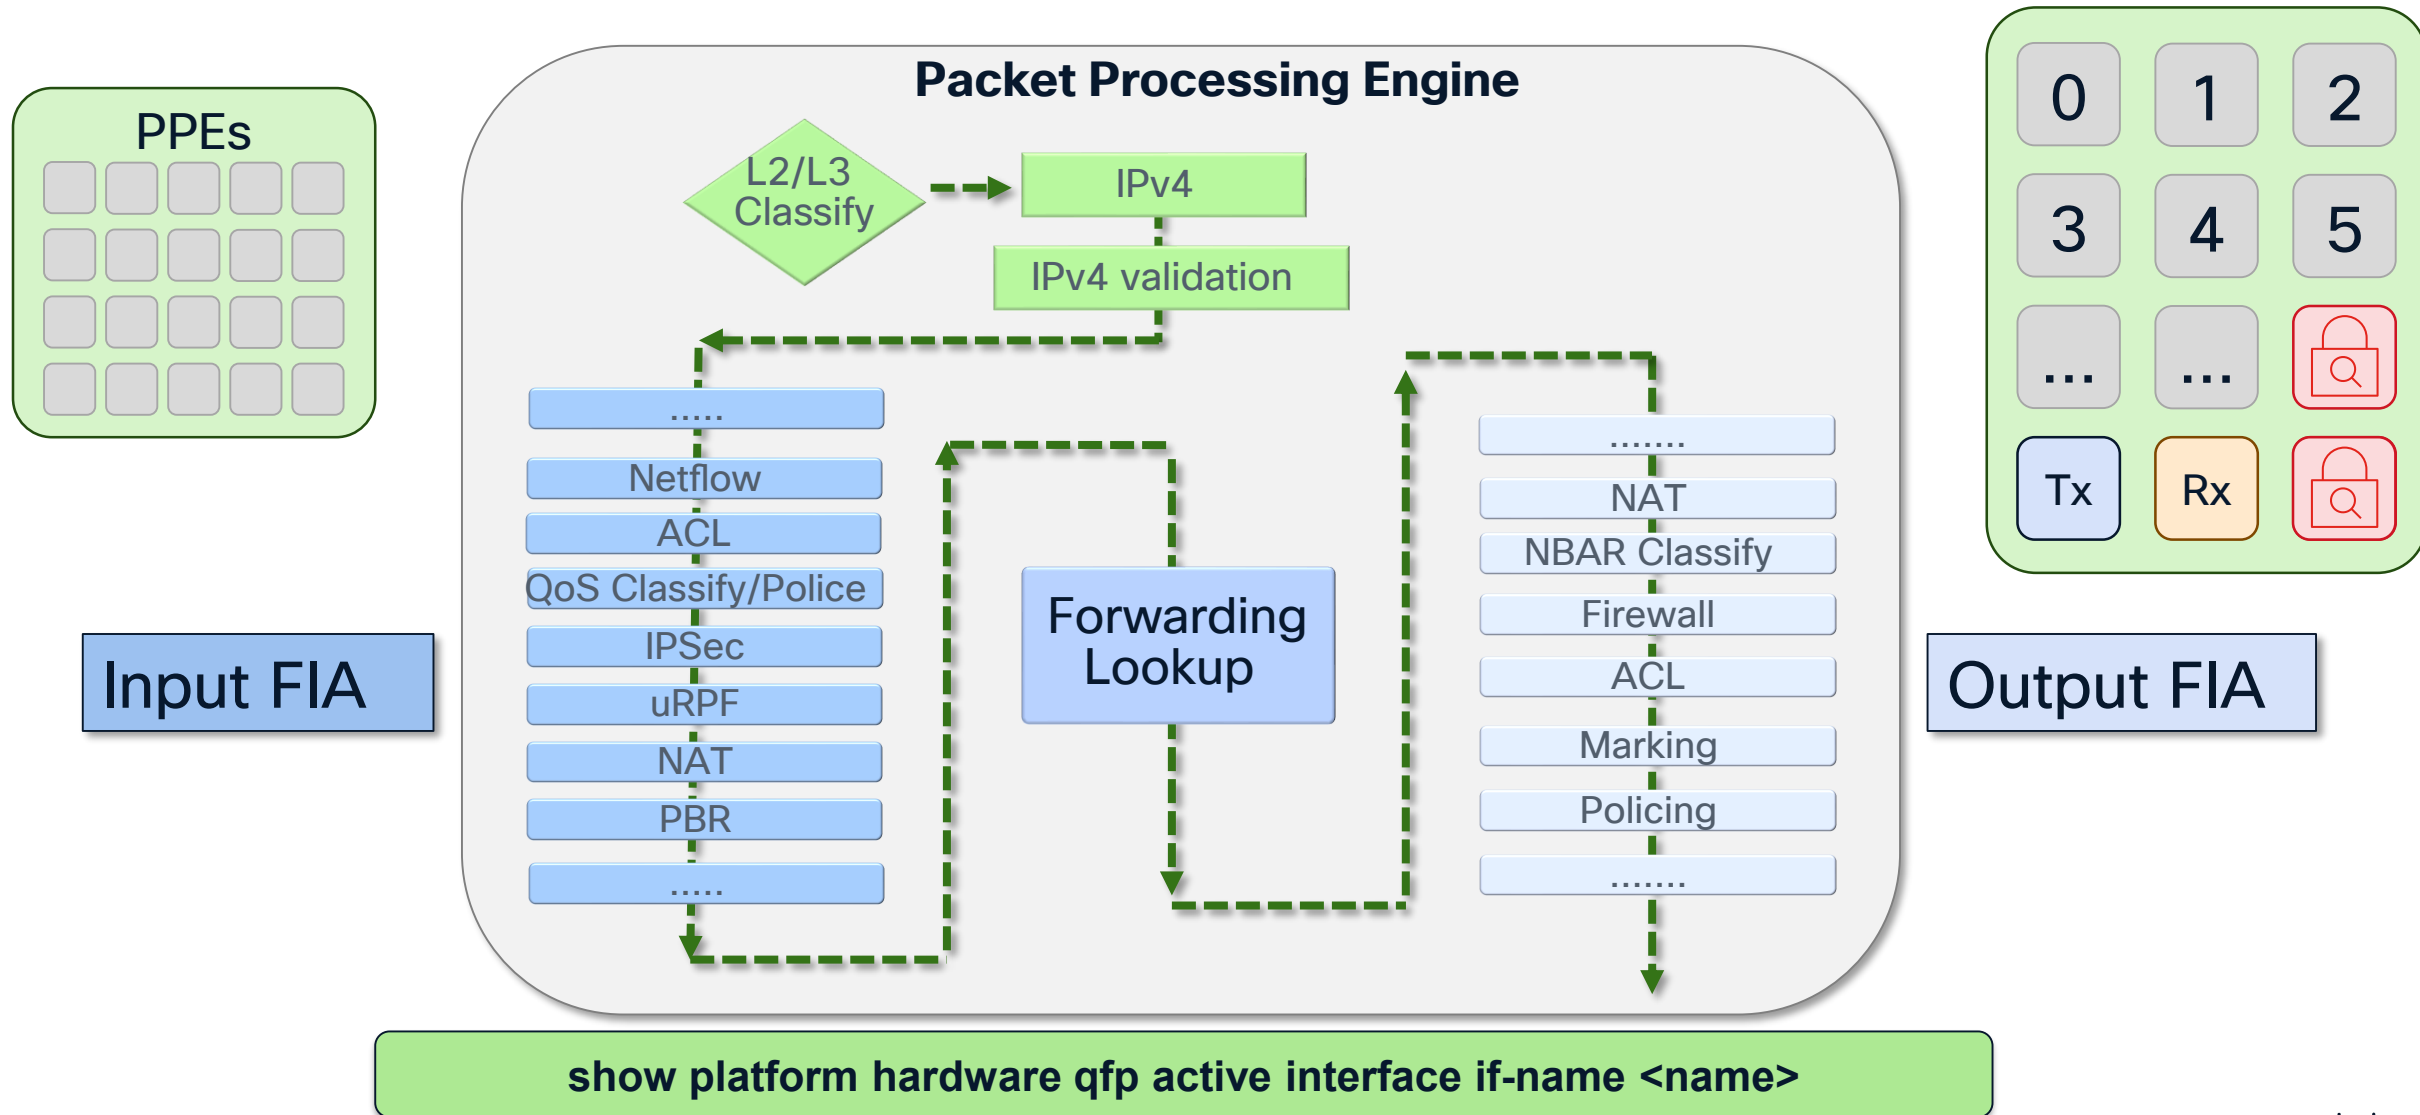 Packet Processing Engine
PPEs
L2/L3
Classify
IPv4
IPv4 validation
.....
Netflow
ACL
QoS Classify/Police
IPSec
uRPF
NAT
PBR
.....
Input FIA
Forwarding
Lookup
.......
NAT
NBAR Classify
Firewall
ACL
Marking
Policing
.......
0
1
2
3
4
5
...
...
Tx
Rx
Output FIA
show platform hardware qfp active interface if-name <name>